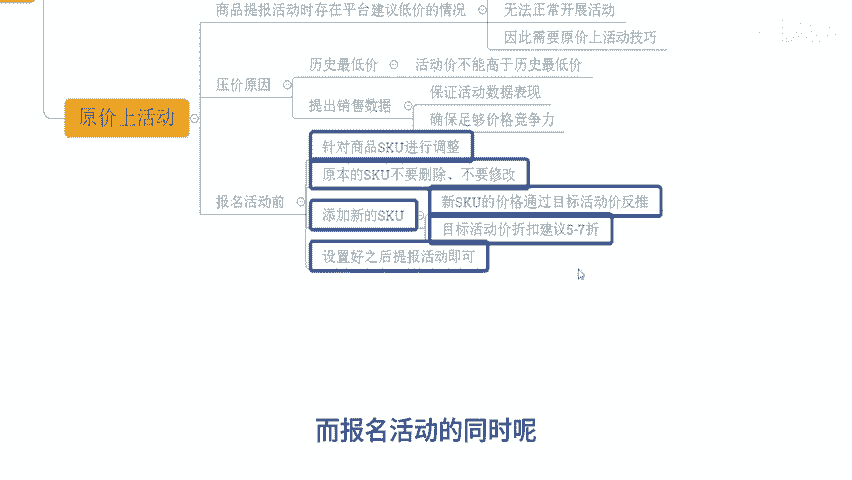 商品提报活动时存在平台建议低价的情况
无法正常开展活动
因此需要原价上活动技巧
压价原因
历史最低价
活动价不能高于历史最低价
提出销售数据
保证活动数据表现
确保足够价格竞争力
原价上活动
报名活动前
针对商品SKU进行调整
原本的SKU不要删除、不要修改
添加新的SKU
新SKU的价格通过目标活动价反推
目标活动价折扣建议5-7折
设置好之后提报活动即可
而报名活动的同时呢